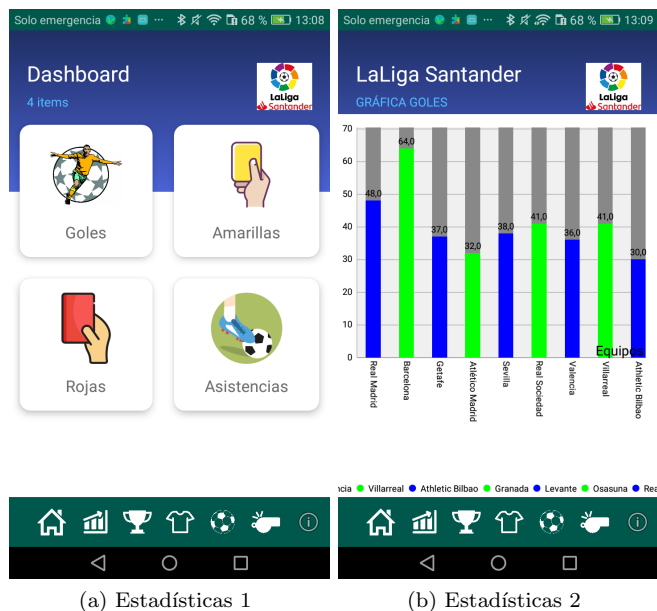 Solo emergencia ··· 68 % 13:08
Dashboard
4 items
LaLiga
Santander
Goles
Amarillas
Rojas
Asistencias
(a) Estadísticas 1
Solo emergencia ··· 68 % 13:09
LaLiga Santander
GRÁFICA GOLES
LaLiga
Santander
70
60
50
40
30
20
10
0
48,0
64,0
37,0
32,0
38,0
41,0
36,0
41,0
30,0
Equipos
Real Madrid
Barcelona
Getafe
Atlético Madrid
Sevilla
Real Sociedad
Valencia
Villarreal
Athletic Bilbao
ncia Villarreal Athletic Bilbao Granada Levante Osasuna Rea
(b) Estadísticas 2